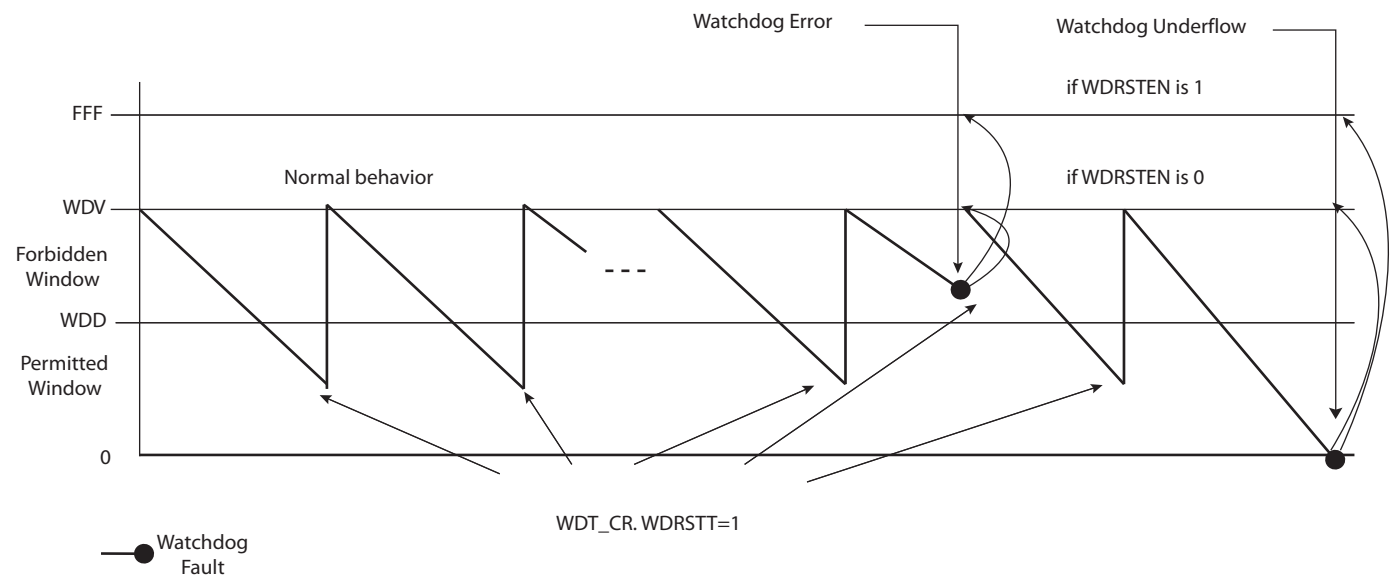 Watchdog Error
Watchdog Underflow
if WDRSTEN is 1
FFF
Normal behavior
if WDRSTEN is 0
WDV
Forbidden
Window
WDD
Permitted
Window
0
WDT_CR. WDRSTT=1
Watchdog
Fault